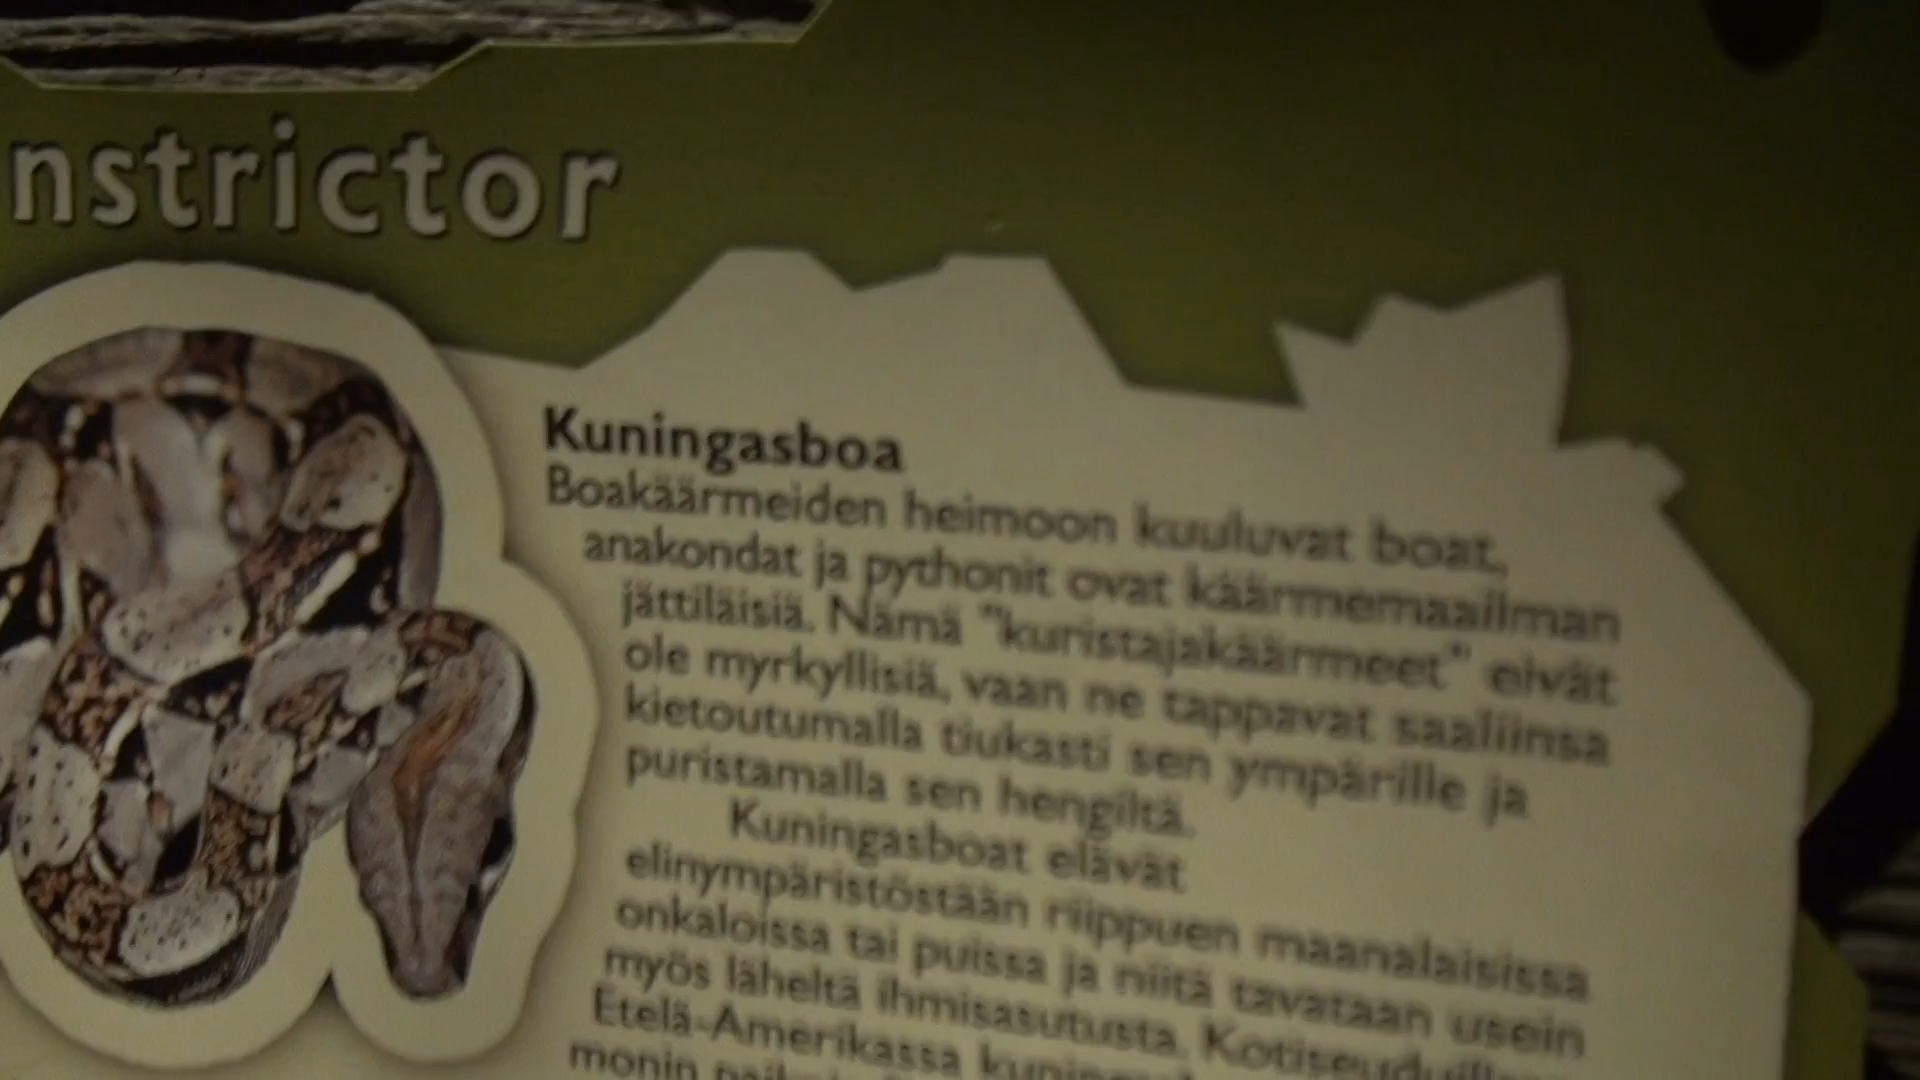 nstrictor
Kuningasboa
Boakäärmeiden heimoon kuuluvat boat,
anakondat ja pythonit ovat käärmemaailman
jättiläisiä. Nämä "kuristajakäärmeet" eivät
ole myrkyllisiä, vaan ne tappavat saaliinsa
kietoutumalla tiukasti sen ympärille ja
puristamalla sen hengiltä.
Kuningasboat elävät
elinympäristöstään riippuen maanalaisissa
onkaloissa tai puissa ja niitä tavataan usein
myös läheltä ihmisasutusta.
Etelä-Amerikassa
monin